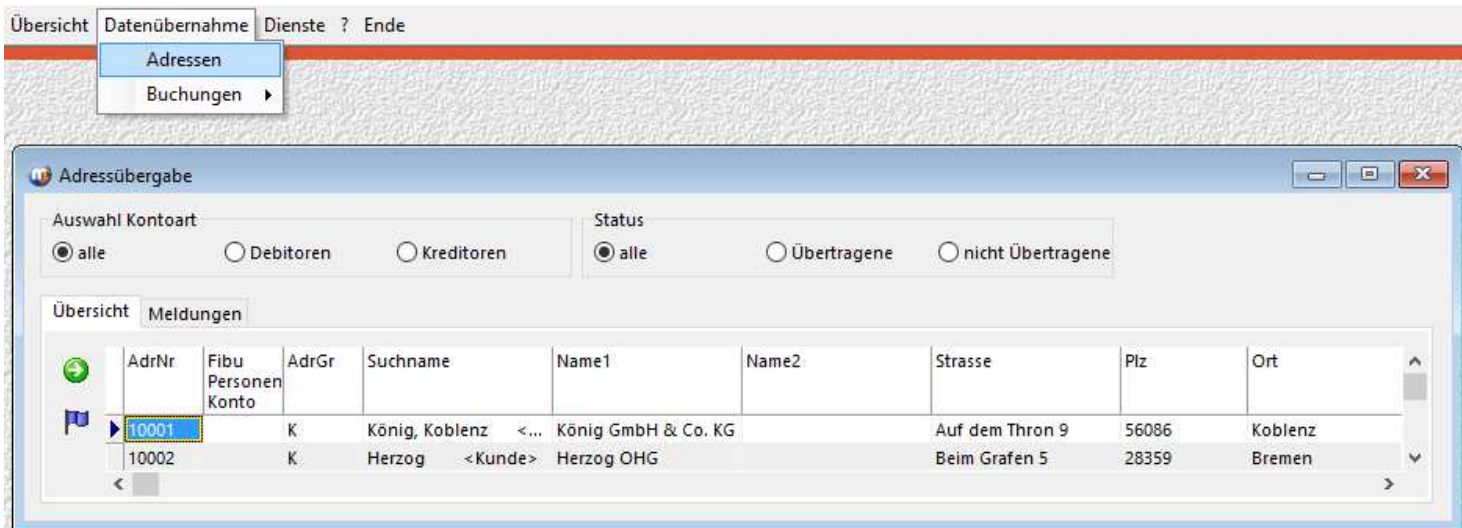 Übersicht Datenübernahme Dienste ? Ende
Adressen
Buchungen
Adressübergabe
Auswahl Kontoart Status
alle Debitoren Kreditoren alle Übertragene nicht Übertragene
Übersicht Meldungen
AdrNr Fibu AdrGr Suchname Name1 Name2 Strasse Plz Ort
Personen
Konto
10001 K König, Koblenz <... König GmbH & Co. KG Auf dem Thron 9 56086 Koblenz
10002 K Herzog <Kunde> Herzog OHG Beim Grafen 5 28359 Bremen